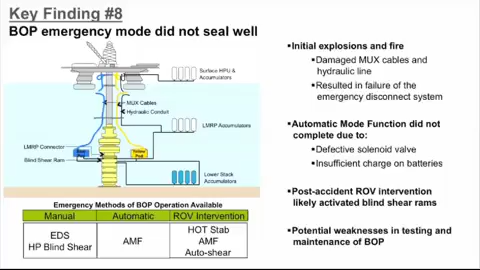 Key Finding #8
BOP emergency mode did not seal well
Surface HPU &
Accumulators
MUX Cables
Hydraulic Conduit
LMRP Accumulators
LMRP Connector
Blind Shear Ram
Blue
Pod
Yellow
Pod
Lower Stack
Accumulators
Emergency Methods of BOP Operation Available
Manual Automatic ROV Intervention
EDS
HP Blind Shear
AMF
HOT Stab
AMF
Auto-shear
Initial explosions and fire
Damaged MUX cables and
hydraulic line
Resulted in failure of the
emergency disconnect system
Automatic Mode Function did not
complete due to:
Defective solenoid valve
Insufficient charge on batteries
Post-accident ROV intervention
likely activated blind shear rams
Potential weaknesses in testing and
maintenance of BOP